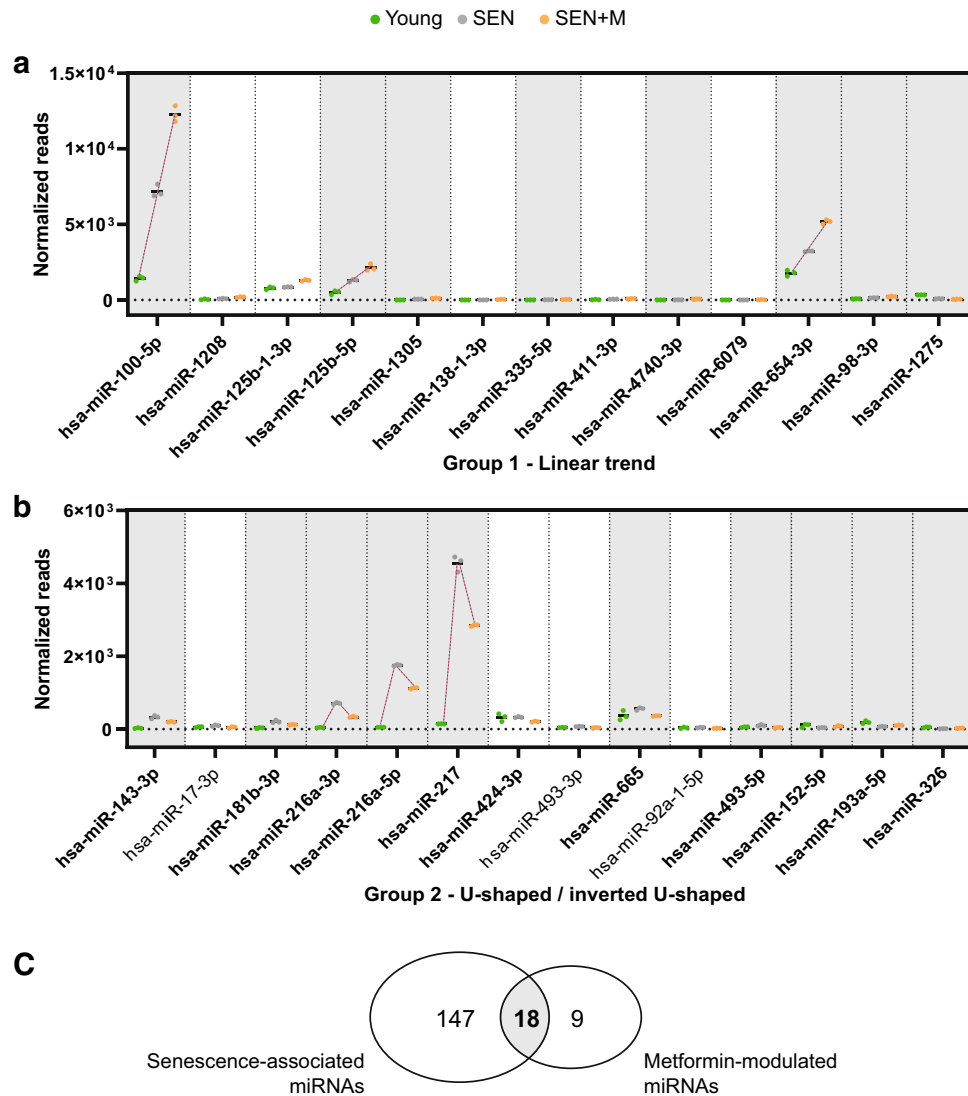 Young SEN SEN+M
a
1.5×10⁴
1×10⁴
5×10³
0
Normalized reads
hsa-miR-100-5p
hsa-miR-1208
hsa-miR-125b-1-3p
hsa-miR-125b-5p
hsa-miR-1305
hsa-miR-138-1-3p
hsa-miR-335-5p
hsa-miR-411-3p
hsa-miR-4740-3p
hsa-miR-6079
hsa-miR-654-3p
hsa-miR-98-3p
hsa-miR-1275
Group 1 - Linear trend
b
6×10³
4×10³
2×10³
0
Normalized reads
hsa-miR-143-3p
hsa-miR-17-3p
hsa-miR-181b-3p
hsa-miR-216a-3p
hsa-miR-216a-5p
hsa-miR-217
hsa-miR-424-3p
hsa-miR-493-3p
hsa-miR-665
hsa-miR-92a-1-5p
hsa-miR-493-5p
hsa-miR-152-5p
hsa-miR-193a-5p
hsa-miR-326
Group 2 - U-shaped / inverted U-shaped
C
147 18 9
Senescence-associated
miRNAs
Metformin-modulated
miRNAs